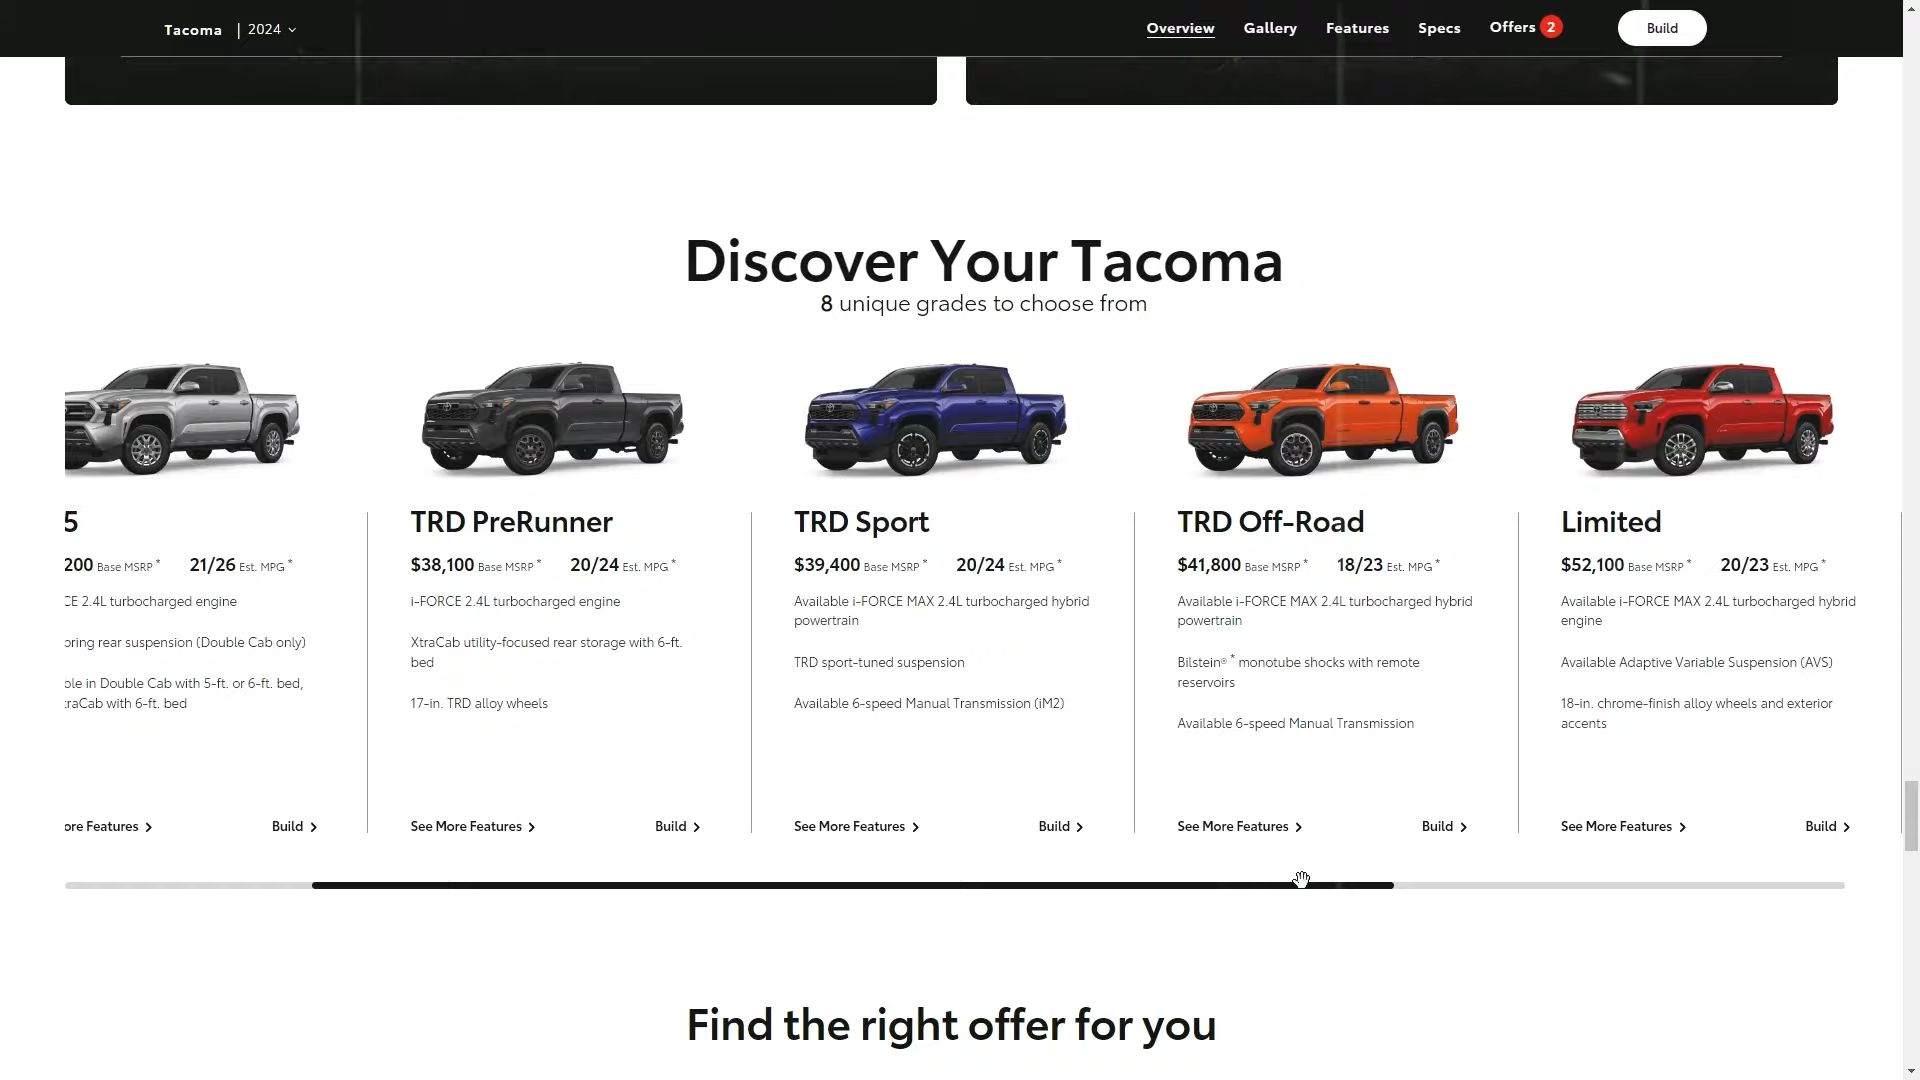 Tacoma | 2024
Overview Gallery Features Specs Offers 2 Build
Discover Your Tacoma
8 unique grades to choose from
5
200 Base MSRP * 21/26 Est. MPG *
CE 2.4L turbocharged engine
pring rear suspension (Double Cab only)
ble in Double Cab with 5-ft. or 6-ft. bed,
traCab with 6-ft. bed
ore Features
Build
TRD PreRunner
$38,100 Base MSRP * 20/24 Est. MPG *
i-FORCE 2.4L turbocharged engine
XtraCab utility-focused rear storage with 6-ft.
bed
17-in. TRD alloy wheels
See More Features
Build
TRD Sport
$39,400 Base MSRP * 20/24 Est. MPG *
Available i-FORCE MAX 2.4L turbocharged hybrid
powertrain
TRD sport-tuned suspension
Available 6-speed Manual Transmission (iM2)
See More Features
Build
TRD Off-Road
$41,800 Base MSRP * 18/23 Est. MPG *
Available i-FORCE MAX 2.4L turbocharged hybrid
powertrain
Bilstein® * monotube shocks with remote
reservoirs
Available 6-speed Manual Transmission
See More Features
Build
Limited
$52,100 Base MSRP * 20/23 Est. MPG *
Available i-FORCE MAX 2.4L turbocharged hybrid
engine
Available Adaptive Variable Suspension (AVS)
18-in. chrome-finish alloy wheels and exterior
accents
See More Features
Build
Find the right offer for you